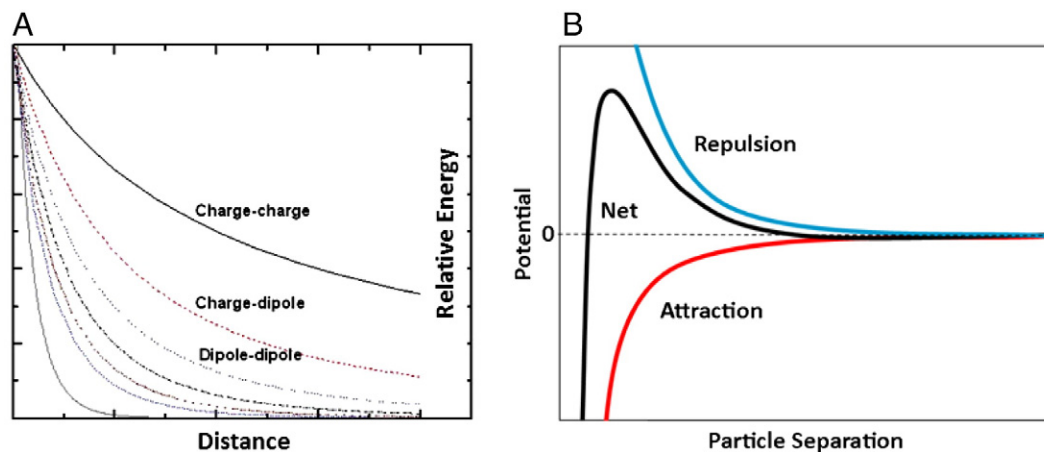 A
Charge-charge
Charge-dipole
Dipole-dipole
Relative Energy
Distance
B
Repulsion
Net
0
Attraction
Potential
Particle Separation